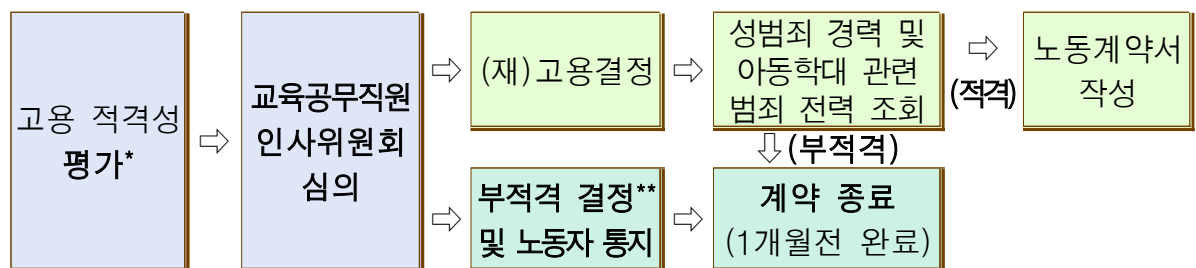 고용 적격성
평가*
⇨
교육공무직원
인사위원회
심의
⇨
(재)고용결정
⇨
성범죄 경력 및
아동학대 관련
범죄 전력 조회
⇨
(적격)
노동계약서
작성
⇩(부적격)
⇨
부적격 결정**
및 노동자 통지
⇨
계약 종료
(1개월전 완료)